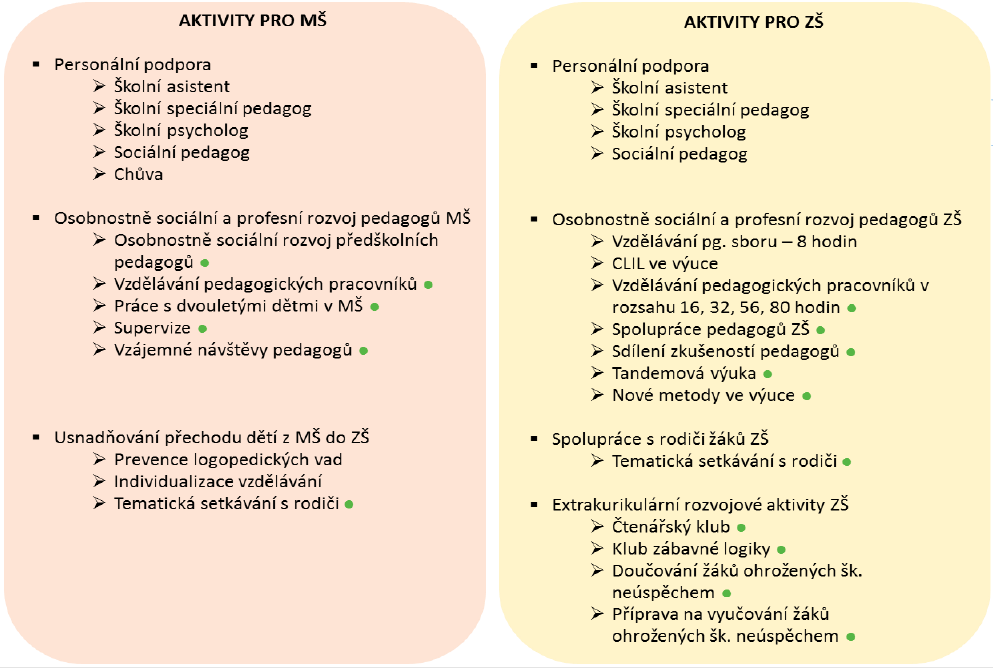 AKTIVITY PRO MŠ
▪ Personální podpora
➢ Školní asistent
➢ Školní speciální pedagog
➢ Školní psycholog
➢ Sociální pedagog
➢ Chůva
▪ Osobnostně sociální a profesní rozvoj pedagogů MŠ
➢ Osobnostně sociální rozvoj předškolních
pedagogů ●
➢ Vzdělávání pedagogických pracovníků ●
➢ Práce s dvouletými dětmi v MŠ ●
➢ Supervize ●
➢ Vzájemné návštěvy pedagogů ●
▪ Usnadňování přechodu dětí z MŠ do ZŠ
➢ Prevence logopedických vad
➢ Individualizace vzdělávání
➢ Tematická setkávání s rodiči ●
AKTIVITY PRO ZŠ
▪ Personální podpora
➢ Školní asistent
➢ Školní speciální pedagog
➢ Školní psycholog
➢ Sociální pedagog
▪ Osobnostně sociální a profesní rozvoj pedagogů ZŠ
➢ Vzdělávání pg. sboru – 8 hodin
➢ CLIL ve výuce
➢ Vzdělávání pedagogických pracovníků v
rozsahu 16, 32, 56, 80 hodin ●
➢ Spolupráce pedagogů ZŠ ●
➢ Sdílení zkušeností pedagogů ●
➢ Tandemová výuka ●
➢ Nové metody ve výuce ●
▪ Spolupráce s rodiči žáků ZŠ
➢ Tematická setkávání s rodiči ●
▪ Extrakurikulární rozvojové aktivity ZŠ
➢ Čtenářský klub ●
➢ Klub zábavné logiky ●
➢ Doučování žáků ohrožených šk.
neúspěchem ●
➢ Příprava na vyučování žáků
ohrožených šk. neúspěchem ●